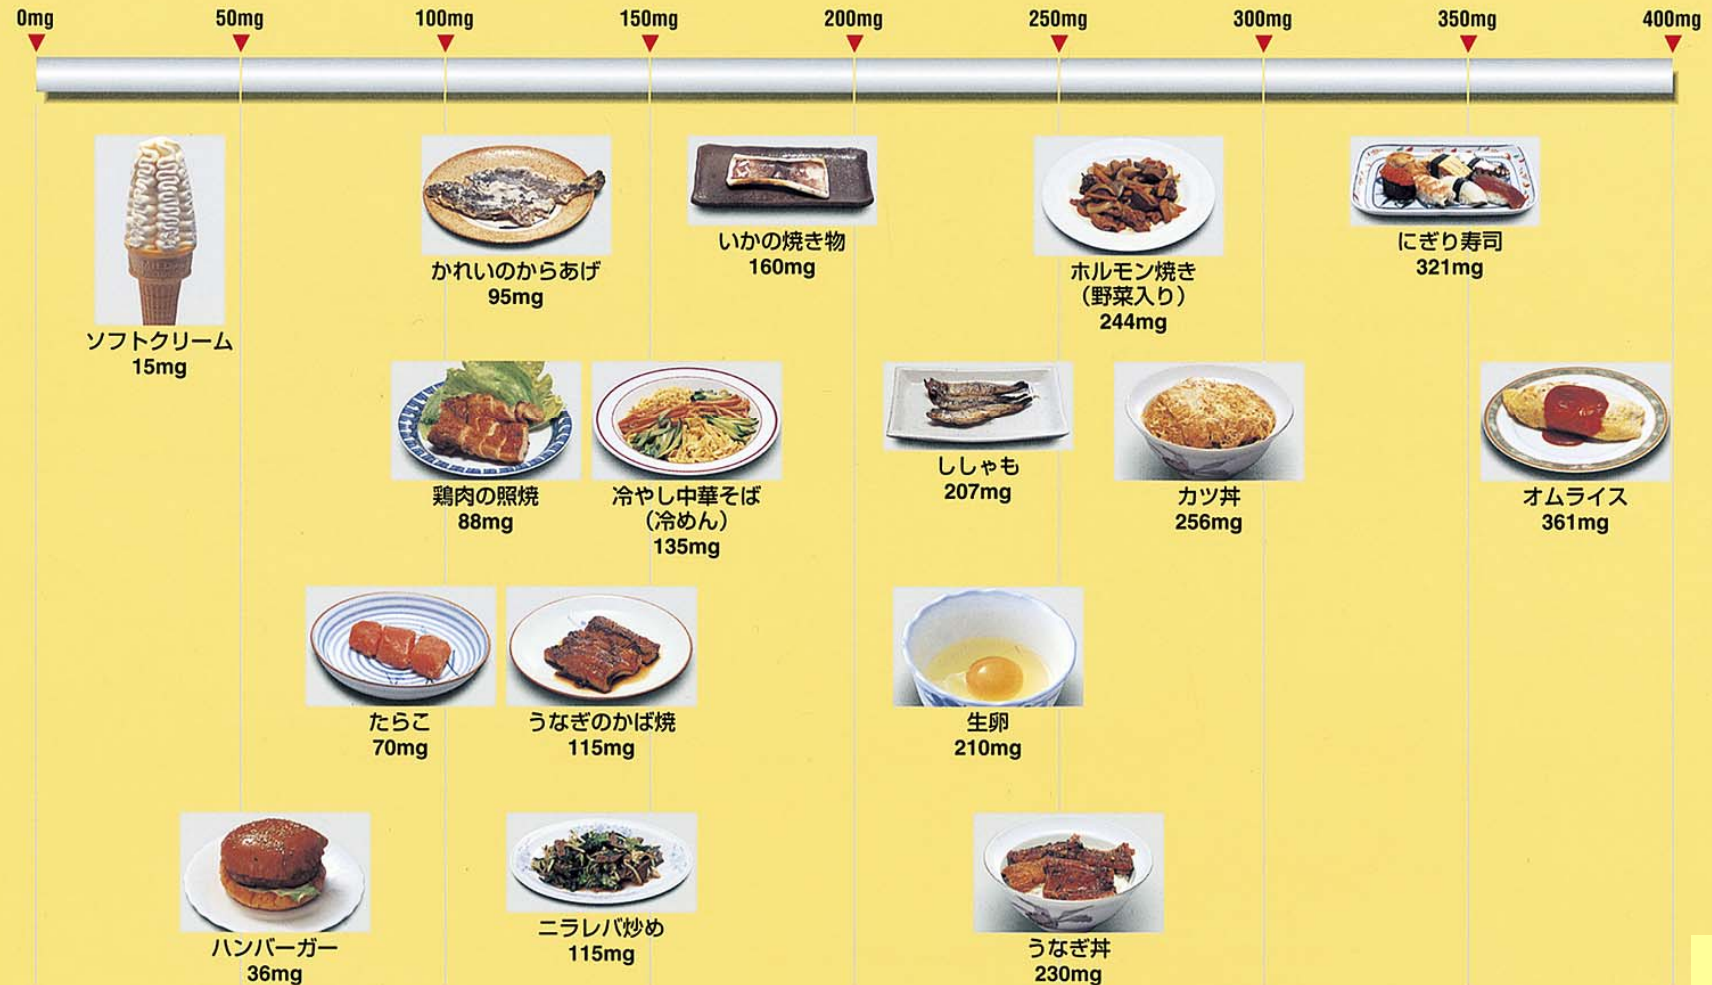 0mg 50mg 100mg 150mg 200mg 250mg 300mg 350mg 400mg
ソフトクリーム
15mg
かれいのからあげ
95mg
いかの焼き物
160mg
ホルモン焼き
（野菜入り）
244mg
にぎり寿司
321mg
鶏肉の照焼
88mg
冷やし中華そば
（冷めん）
135mg
ししゃも
207mg
カツ丼
256mg
オムライス
361mg
たらこ
70mg
うなぎのかば焼
115mg
生卵
210mg
ハンバーガー
36mg
ニラレバ炒め
115mg
うなぎ丼
230mg